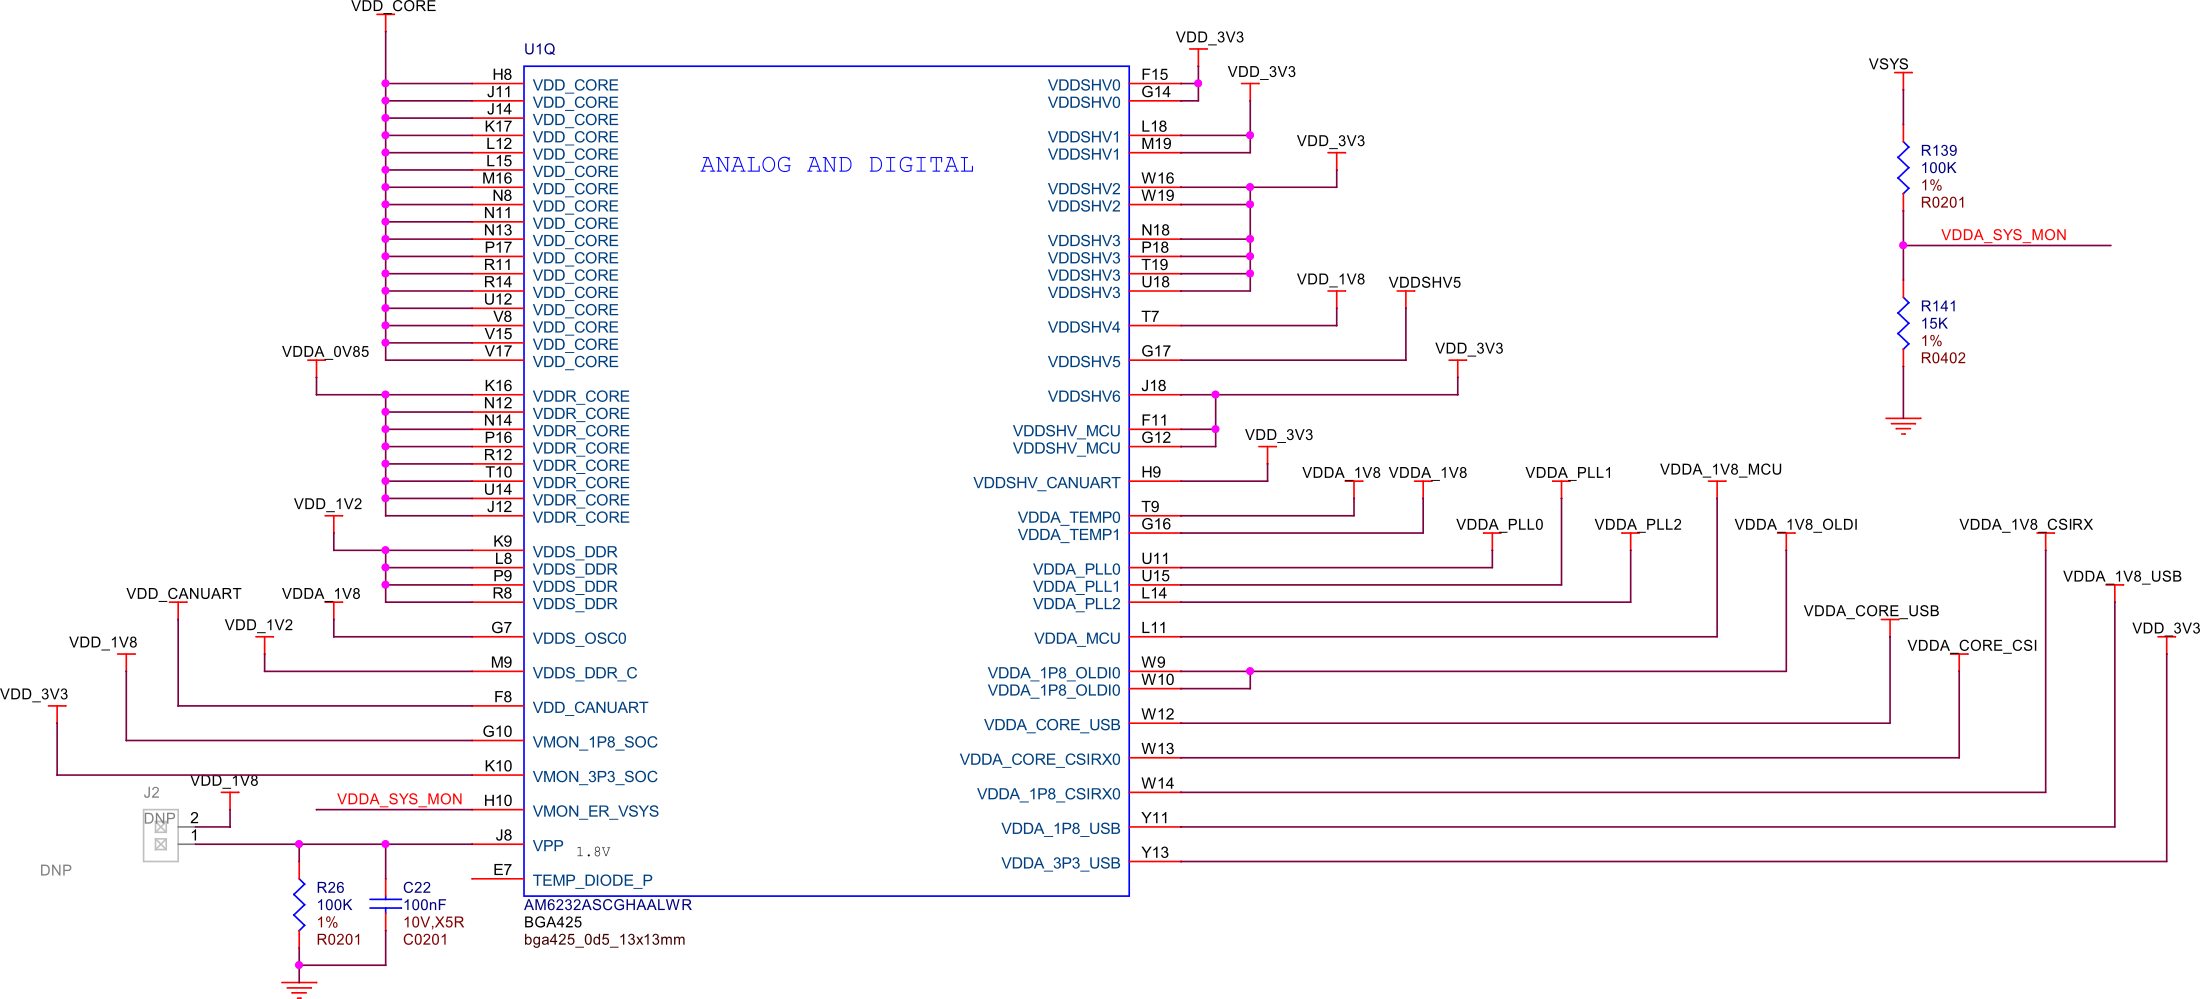 VDD_CORE
U1Q
H8 VDD_CORE
J11 VDD_CORE
J14 VDD_CORE
K17 VDD_CORE
L12 VDD_CORE
L15 VDD_CORE
M16 VDD_CORE
N8 VDD_CORE
N11 VDD_CORE
N13 VDD_CORE
P17 VDD_CORE
R11 VDD_CORE
R14 VDD_CORE
U12 VDD_CORE
V8 VDD_CORE
V15 VDD_CORE
V17 VDD_CORE
VDDA_0V85
K16 VDDR_CORE
N12 VDDR_CORE
N14 VDDR_CORE
P16 VDDR_CORE
R12 VDDR_CORE
T10 VDDR_CORE
U14 VDDR_CORE
J12 VDDR_CORE
VDD_1V2
K9 VDDS_DDR
L8 VDDS_DDR
P9 VDDS_DDR
R8 VDDS_DDR
VDD_CANUART
VDDA_1V8
G7 VDDS_OSC0
VDD_1V2
M9 VDDS_DDR_C
VDD_1V8
F8 VDD_CANUART
VDD_3V3
G10 VMON_1P8_SOC
K10 VMON_3P3_SOC
VDD_1V8
VDDA_SYS_MON
H10 VMON_ER_VSYS
J2
DNP
2
1
J8 VPP 1.8V
E7 TEMP_DIODE_P
DNP
R26
100K
1%
R0201
C22
100nF
10V,X5R
C0201
AM6232ASCGHAALWR
BGA425
bga425_0d5_13x13mm
ANALOG AND DIGITAL
VDD_3V3
VDDSHV0 F15
VDDSHV0 G14
VDD_3V3
VDDSHV1 L18
VDDSHV1 M19
VDD_3V3
VDDSHV2 W16
VDDSHV2 W19
VDDSHV3 N18
VDDSHV3 P18
VDDSHV3 T19
VDDSHV3 U18
VDD_1V8
VDDSHV5
VDDSHV4 T7
VDDSHV5 G17
VDD_3V3
VDDSHV6 J18
VDDSHV_MCU F11
VDDSHV_MCU G12
VDD_3V3
VDDSHV_CANUART H9
VDDA_1V8
VDDA_1V8
VDDA_TEMP0 T9
VDDA_TEMP1 G16
VDDA_PLL0
VDDA_PLL1
VDDA_PLL2
VDDA_PLL0 U11
VDDA_PLL1 U15
VDDA_PLL2 L14
VDDA_1V8_MCU
VDDA_MCU L11
VDDA_1V8_OLDI
VDDA_1P8_OLDI0 W9
VDDA_1P8_OLDI0 W10
VDDA_CORE_USB
VDDA_CORE_USB W12
VDDA_CORE_CSI
VDDA_CORE_CSIRX0 W13
VDDA_1V8_CSIRX
VDDA_1P8_CSIRX0 W14
VDDA_1V8_USB
VDDA_1P8_USB Y11
VDD_3V3
VDDA_3P3_USB Y13
VSYS
R139
100K
1%
R0201
VDDA_SYS_MON
R141
15K
1%
R0402